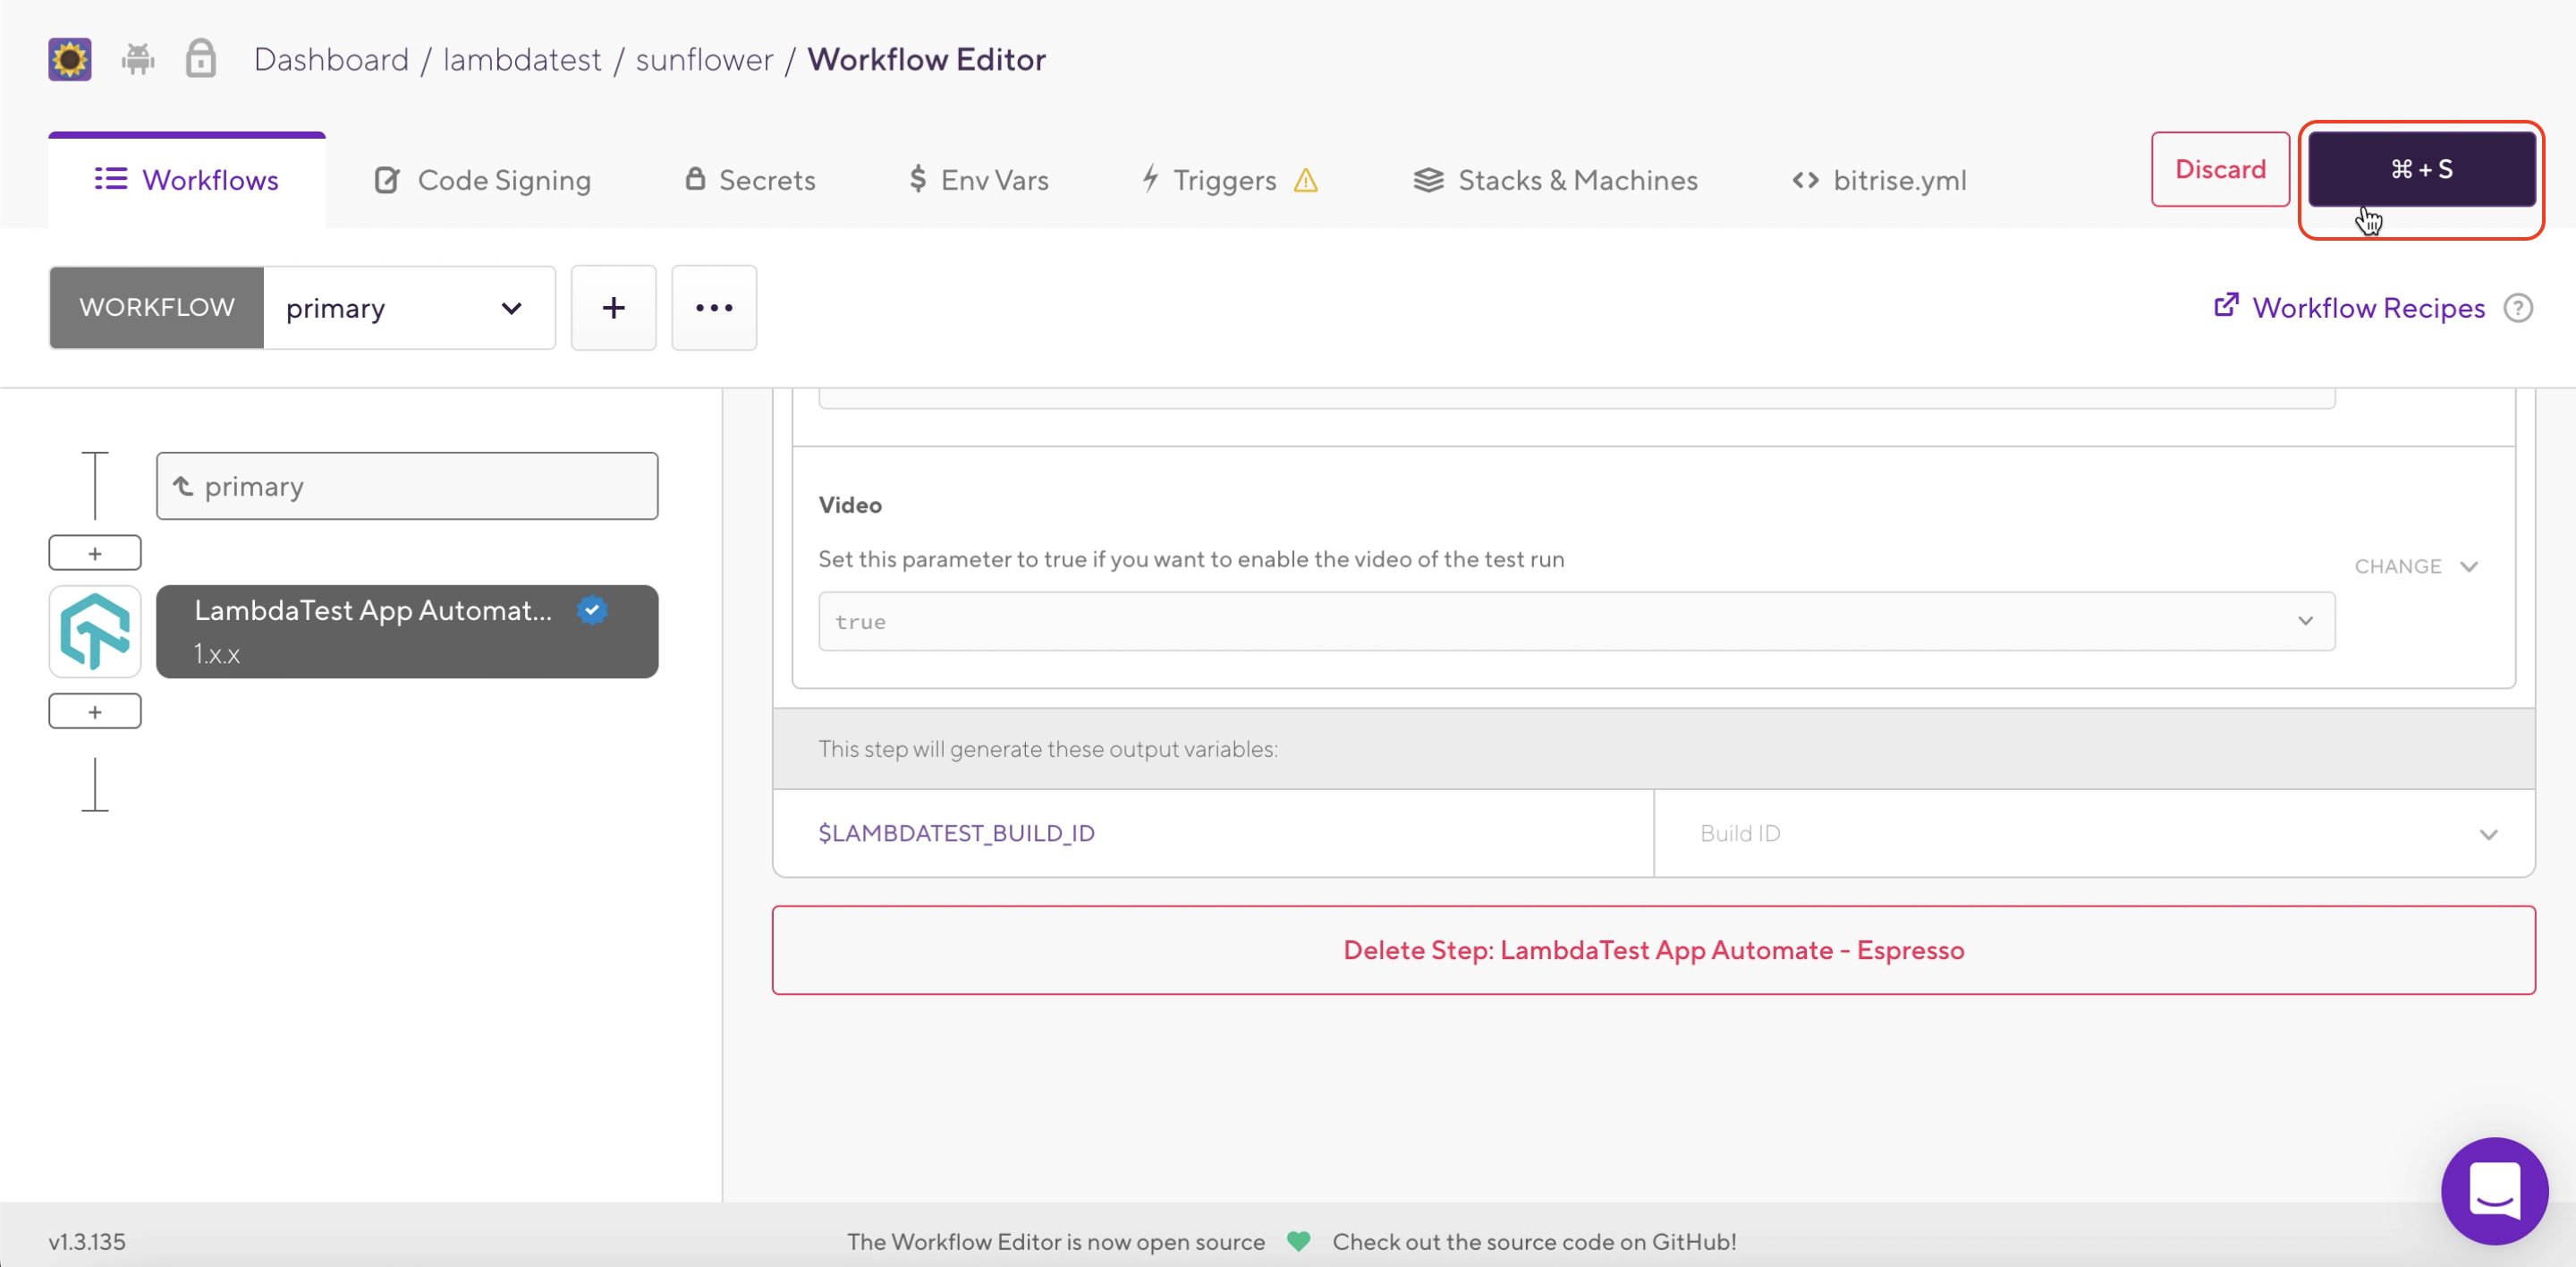 Dashboard / lambdatest / sunflower / Workflow Editor
Workflows
Code Signing
Secrets
$ Env Vars
Triggers
Stacks & Machines
<> bitrise.yml
Discard
⌘ + S
WORKFLOW
primary
+
...
Workflow Recipes ?
primary
+
LambdaTest App Automat...
1.x.x
+
Video
Set this parameter to true if you want to enable the video of the test run
CHANGE
true
This step will generate these output variables:
$LAMBDATEST_BUILD_ID
Build ID
Delete Step: LambdaTest App Automate - Espresso
v1.3.135
The Workflow Editor is now open source
Check out the source code on GitHub!